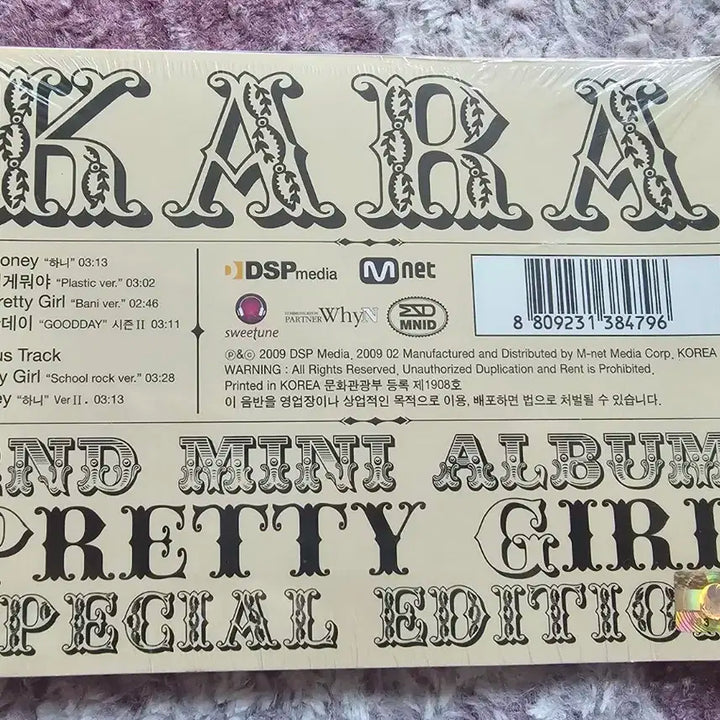 KARA
oney "하니" 03:13
게뭐야 "Plastic ver." 03:02
retty Girl "Bani ver." 02:46
데이 "GOODDAY" 시즌Ⅱ 03:11
us Track
y Girl "School rock ver." 03:28
ey "하니" VerⅡ. 03:13
DSPmedia Mnet
sweetune
COMMUNICATION
PARTNER WhyN
MNID
8 809231 384796
℗&© 2009 DSP Media, 2009 02 Manufactured and Distributed by M-net Media Corp. KOREA
WARNING : All Rights Reserved, Unauthorized Duplication and Rent is Prohibited.
Printed in KOREA 문화관광부 등록 제1908호
이 음반을 영업장이나 상업적인 목적으로 이용, 배포하면 법으로 처벌될 수 있습니다.
2ND MINI ALBUM
PRETTY GIRL
SPECIAL EDITIO